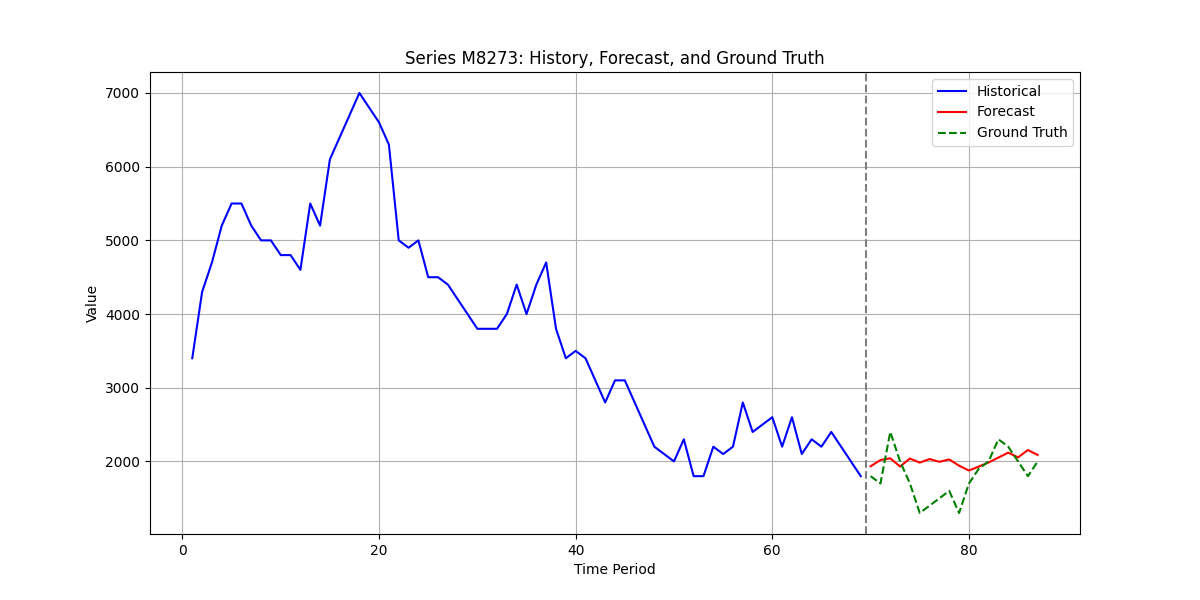 Series M8273: History, Forecast, and Ground Truth
Historical
Forecast
Ground Truth
Value
7000
6000
5000
4000
3000
2000
0 20 40 60 80
Time Period